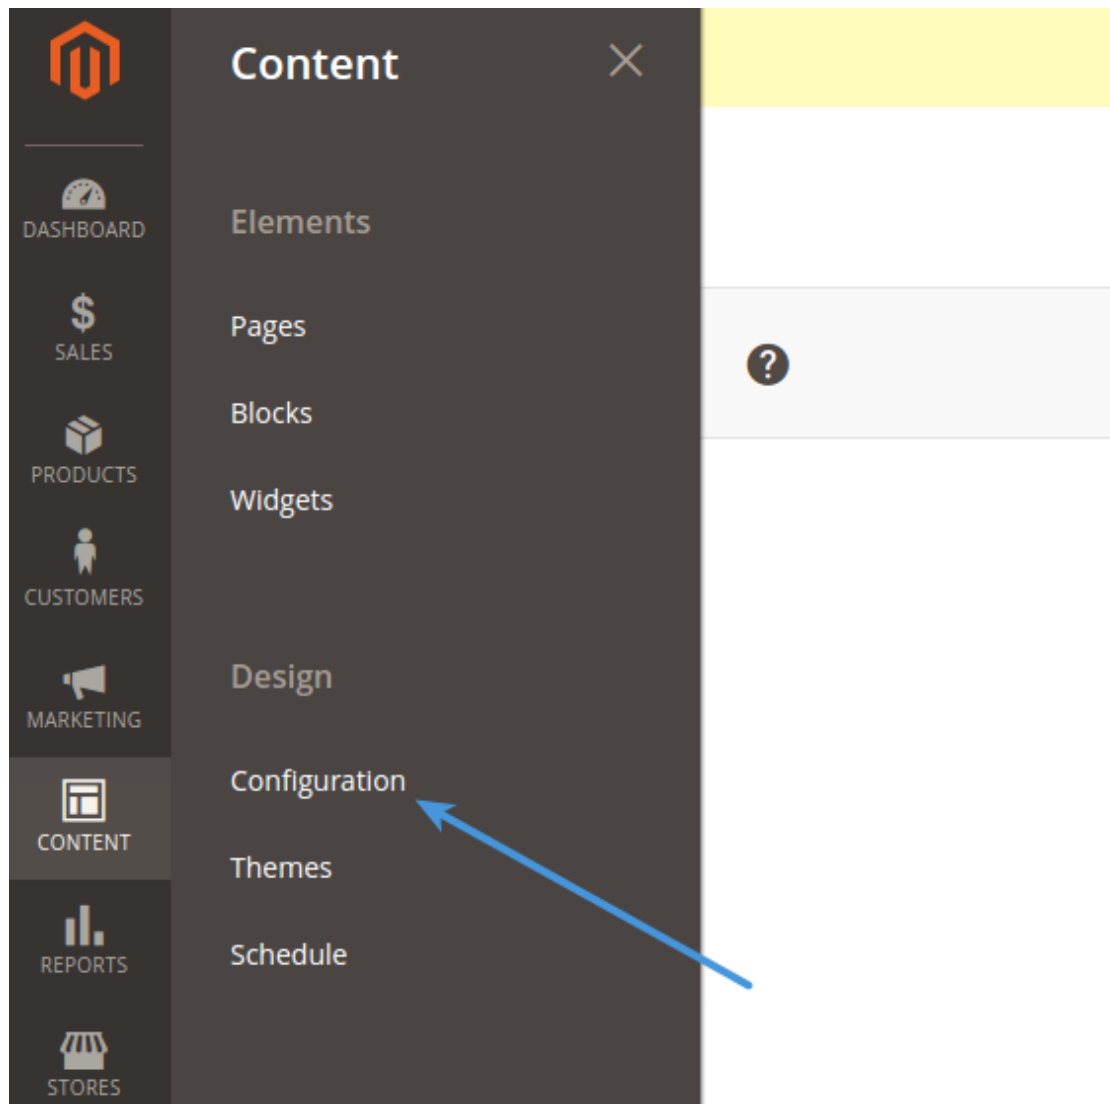 Content
DASHBOARD
SALES
PRODUCTS
CUSTOMERS
MARKETING
CONTENT
REPORTS
STORES
Elements
Pages
Blocks
Widgets
Design
Configuration
Themes
Schedule
?